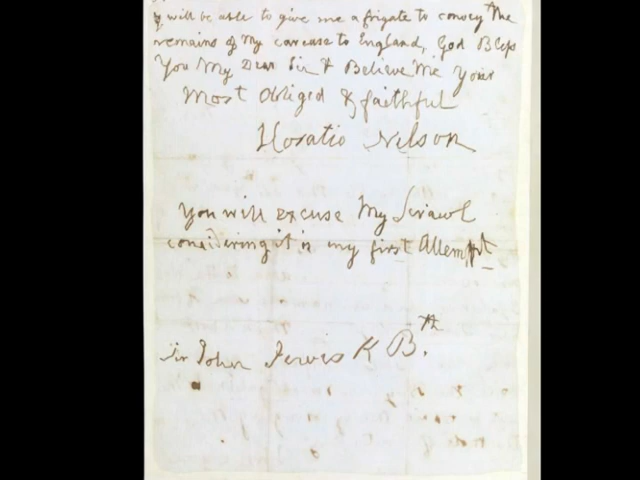 will be able to give me a frigate to convey the
remains of my carcase to England, God Bless
You My Dear Sir & Believe Me Your
Most Obliged & faithful
Horatio Nelson
You will excuse My Scrawl
considering it is my first Attempt
Sir John Jervis K B.th